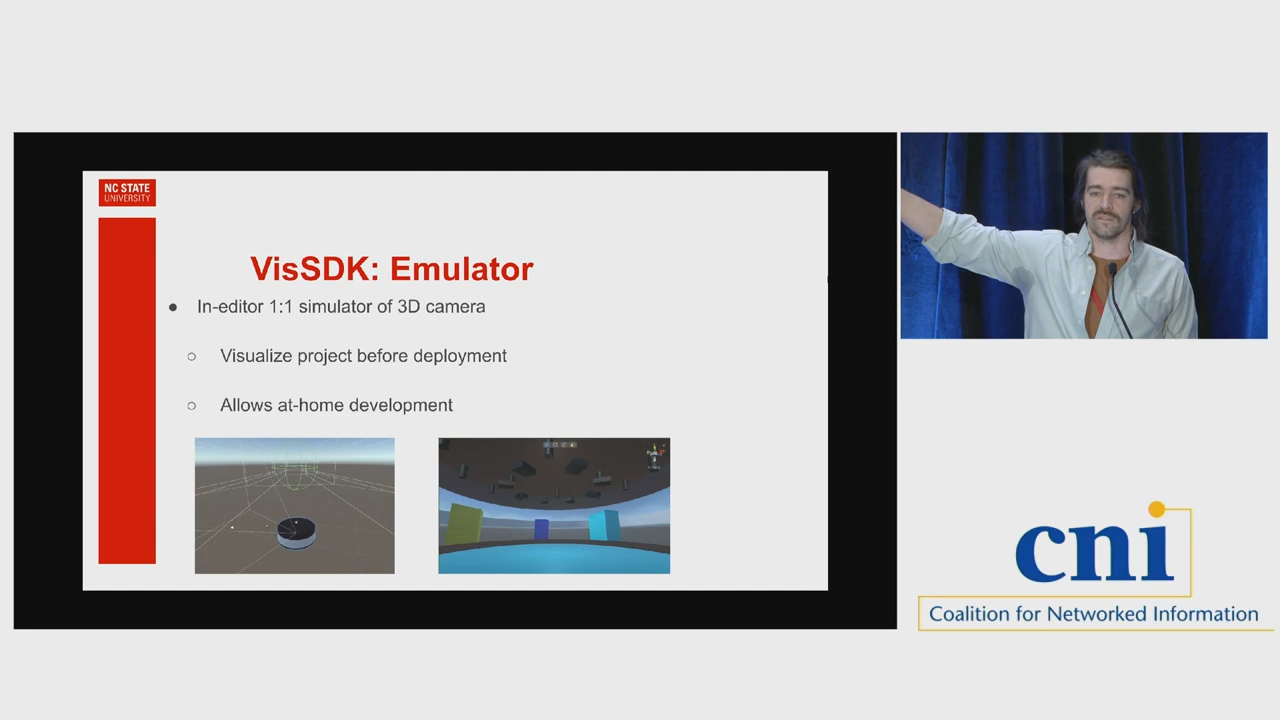 NC STATE
UNIVERSITY
VisSDK: Emulator
● In-editor 1:1 simulator of 3D camera
○ Visualize project before deployment
○ Allows at-home development
cni
Coalition for Networked Information